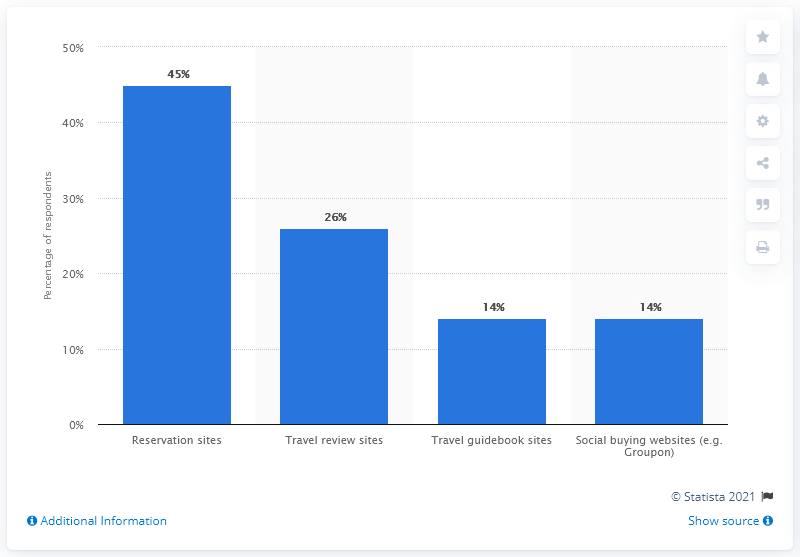 50%
40%
30%
20%
10%
0%
Percentage of respondents
45%
26%
14%
14%
Reservation sites
Travel review sites
Travel guidebook sites
Social buying websites (e.g.
Groupon)
© Statista 2021
Additional Information
Show source